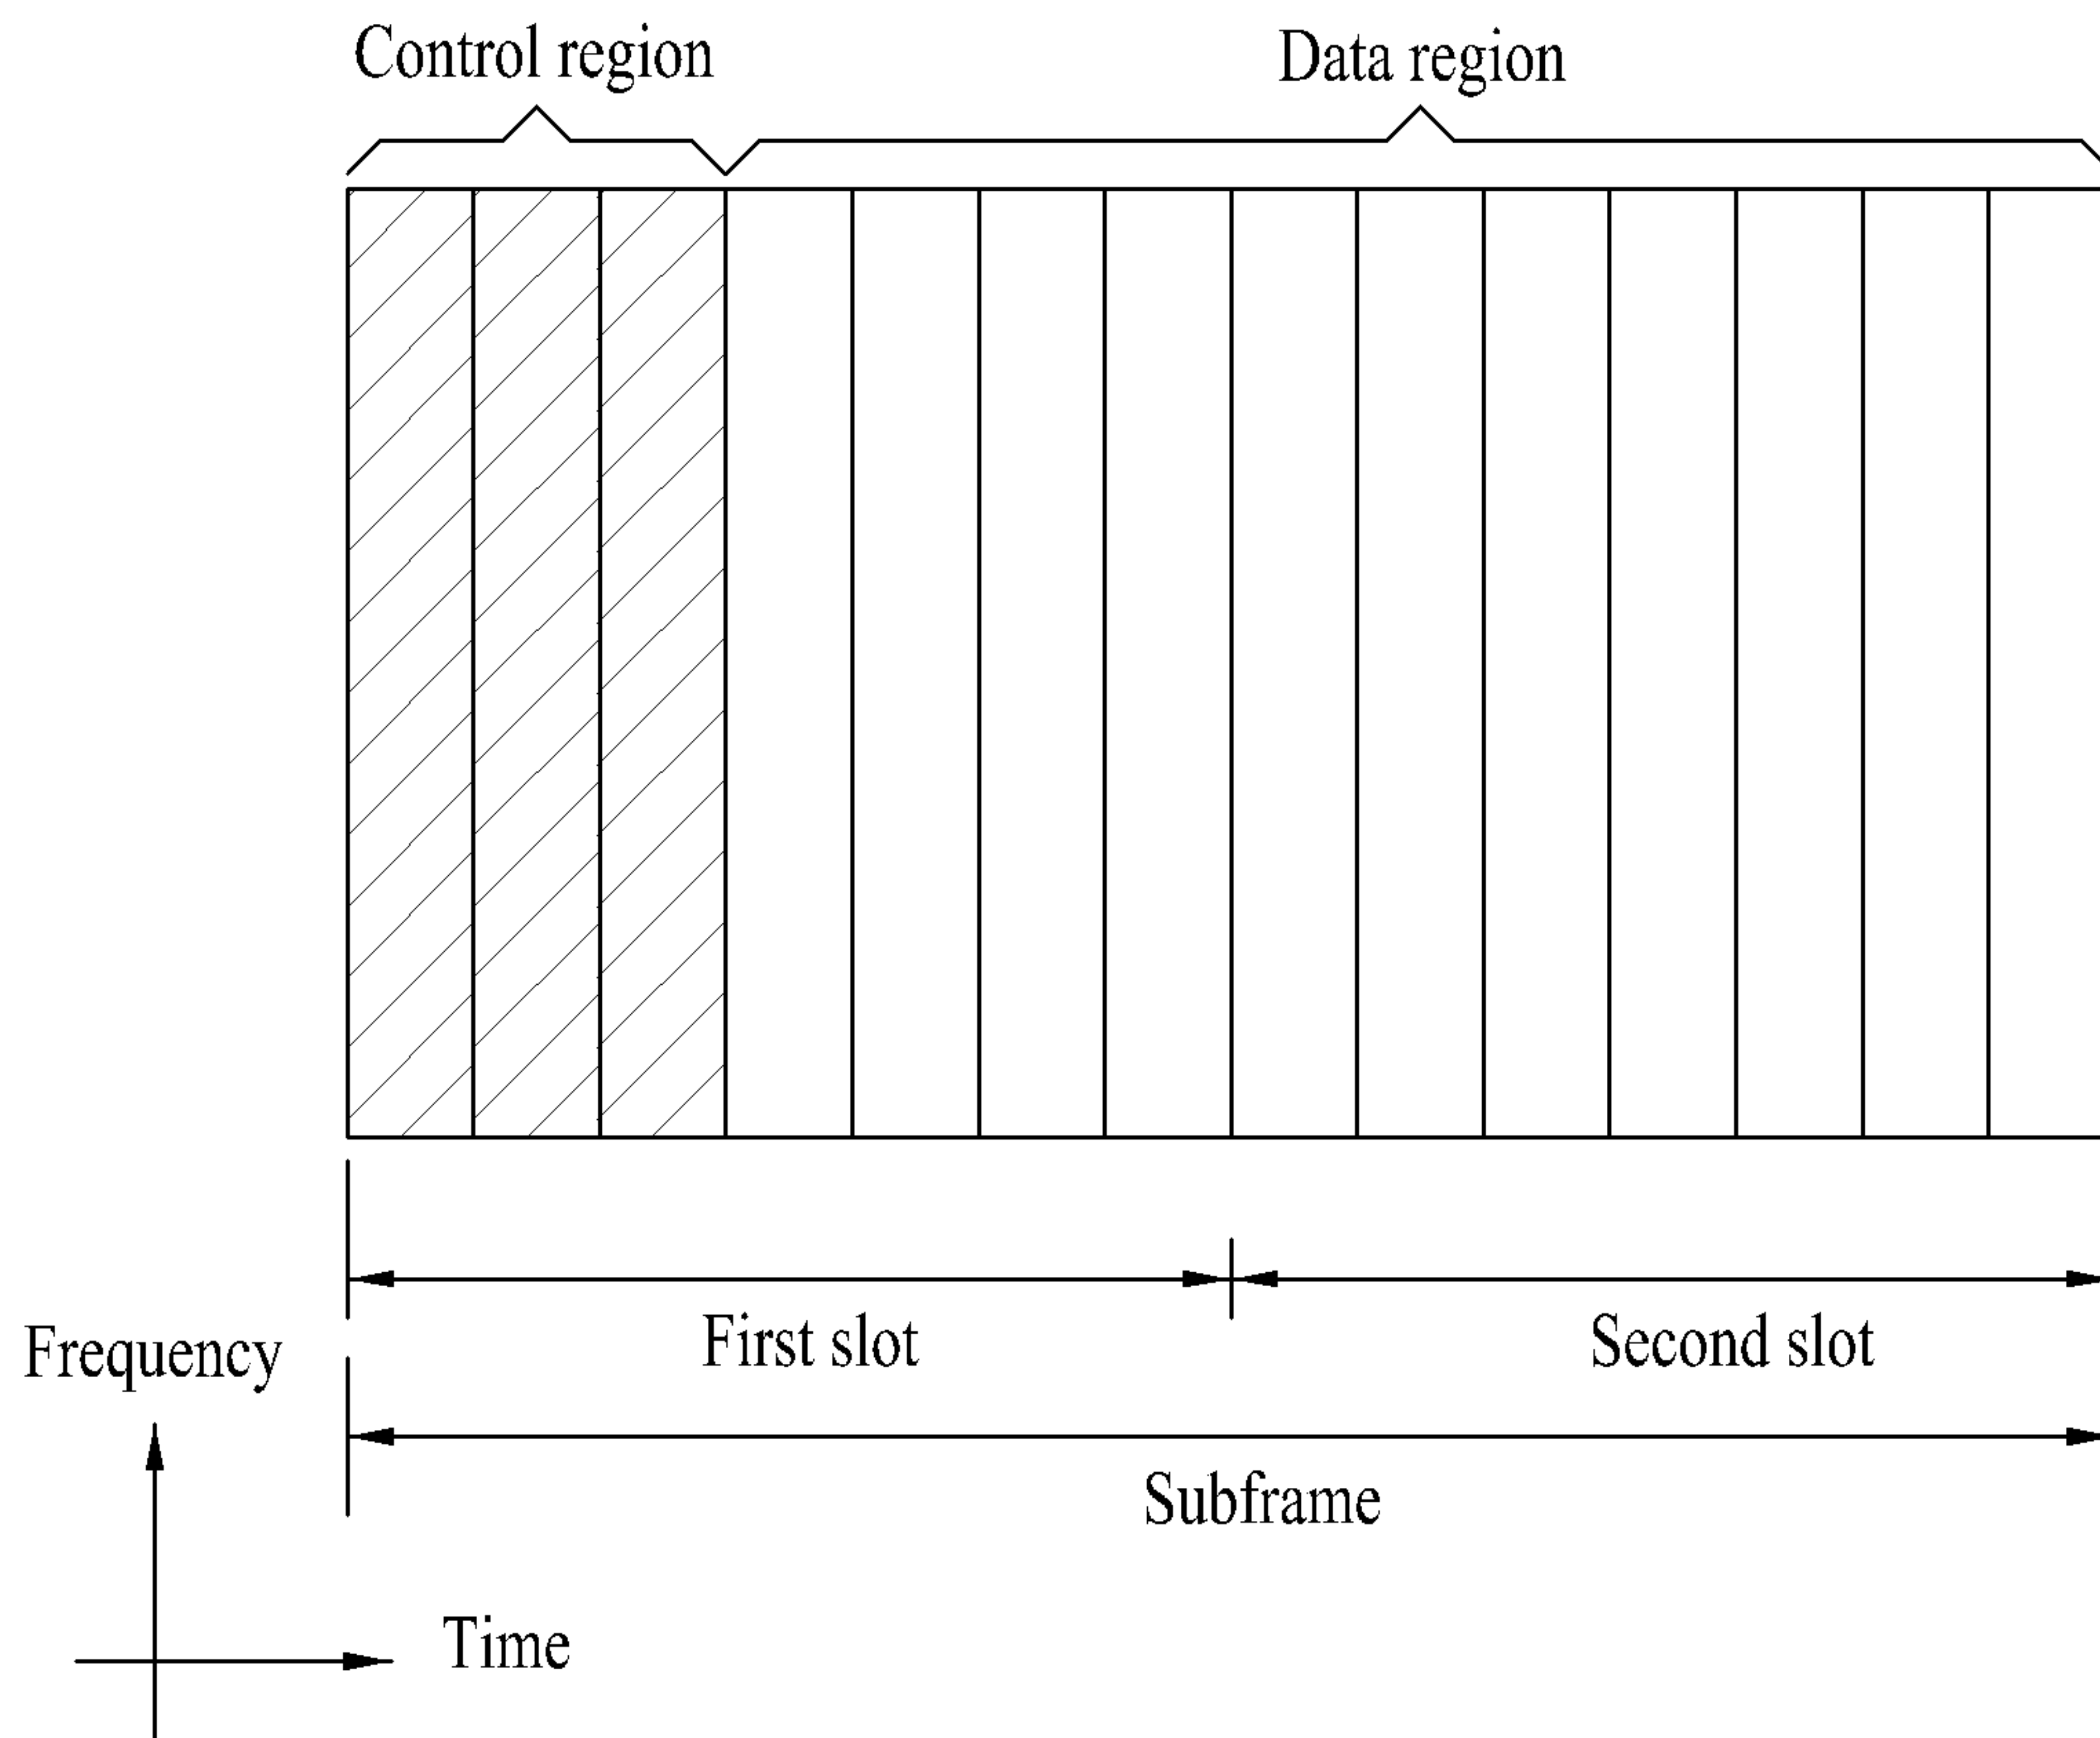 Control region
Data region
First slot
Second slot
Frequency
Subframe
Time